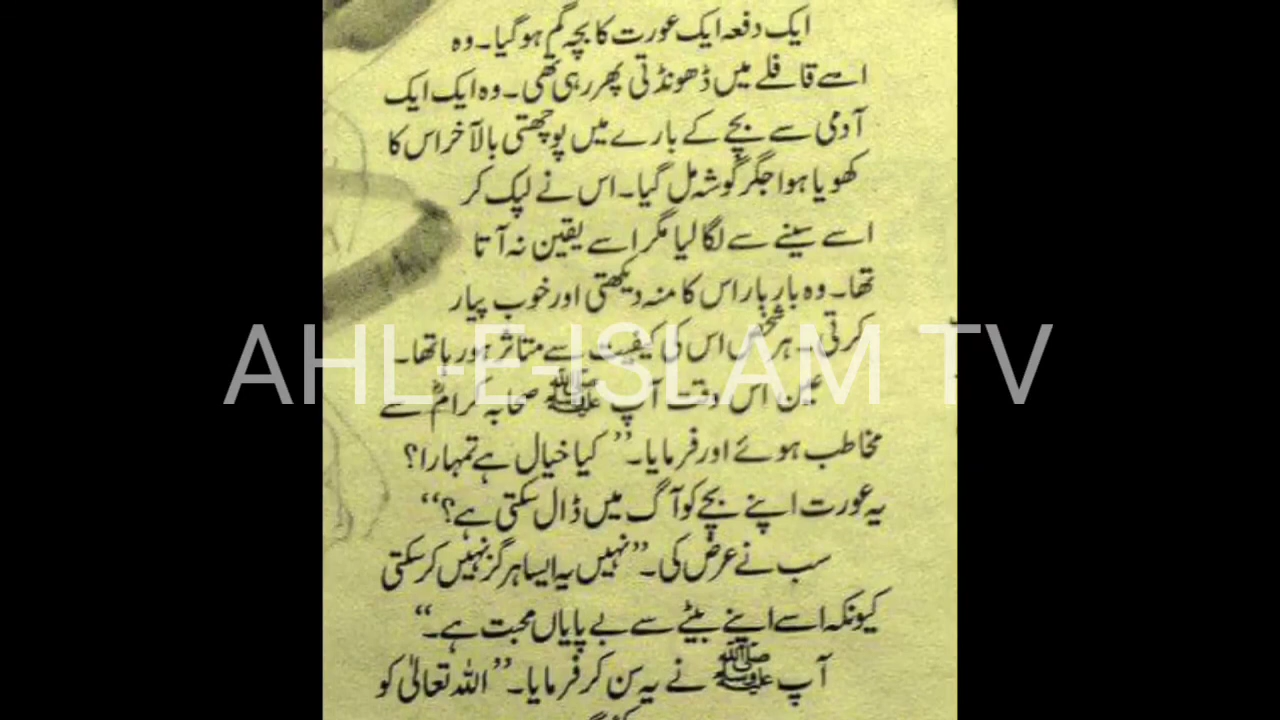 ایک دفعہ ایک عورت کا بچہ گم ہو گیا۔ وہ
اسے قافلے میں ڈھونڈتی پھر رہی تھی۔ وہ ایک ایک
آدمی سے بچے کے بارے میں پوچھتی بالآخر اس کا
کھویا ہوا جگر گوشہ مل گیا۔ اس نے لپک کر
اسے سینے سے لگا لیا مگر اسے یقین نہ آتا
تھا۔ وہ بار بار اس کا منہ دیکھتی اور خوب پیار
کرتی۔ ہر شخص اس کی کیفیت سے متاثر ہو رہا تھا۔
AHL-E-ISLAM TV
عین اس وقت آپ ﷺ صحابہ کرامؓ سے
مخاطب ہوئے اور فرمایا۔ ”کیا خیال ہے تمہارا؟
یہ عورت اپنے بچے کو آگ میں ڈال سکتی ہے؟“
سب نے عرض کی۔ ”نہیں یہ ایسا ہرگز نہیں کر سکتی
کیونکہ اسے اپنے بیٹے سے بے پایاں محبت ہے۔“
آپ ﷺ نے یہ سن کر فرمایا۔ ”اللہ تعالیٰ کو